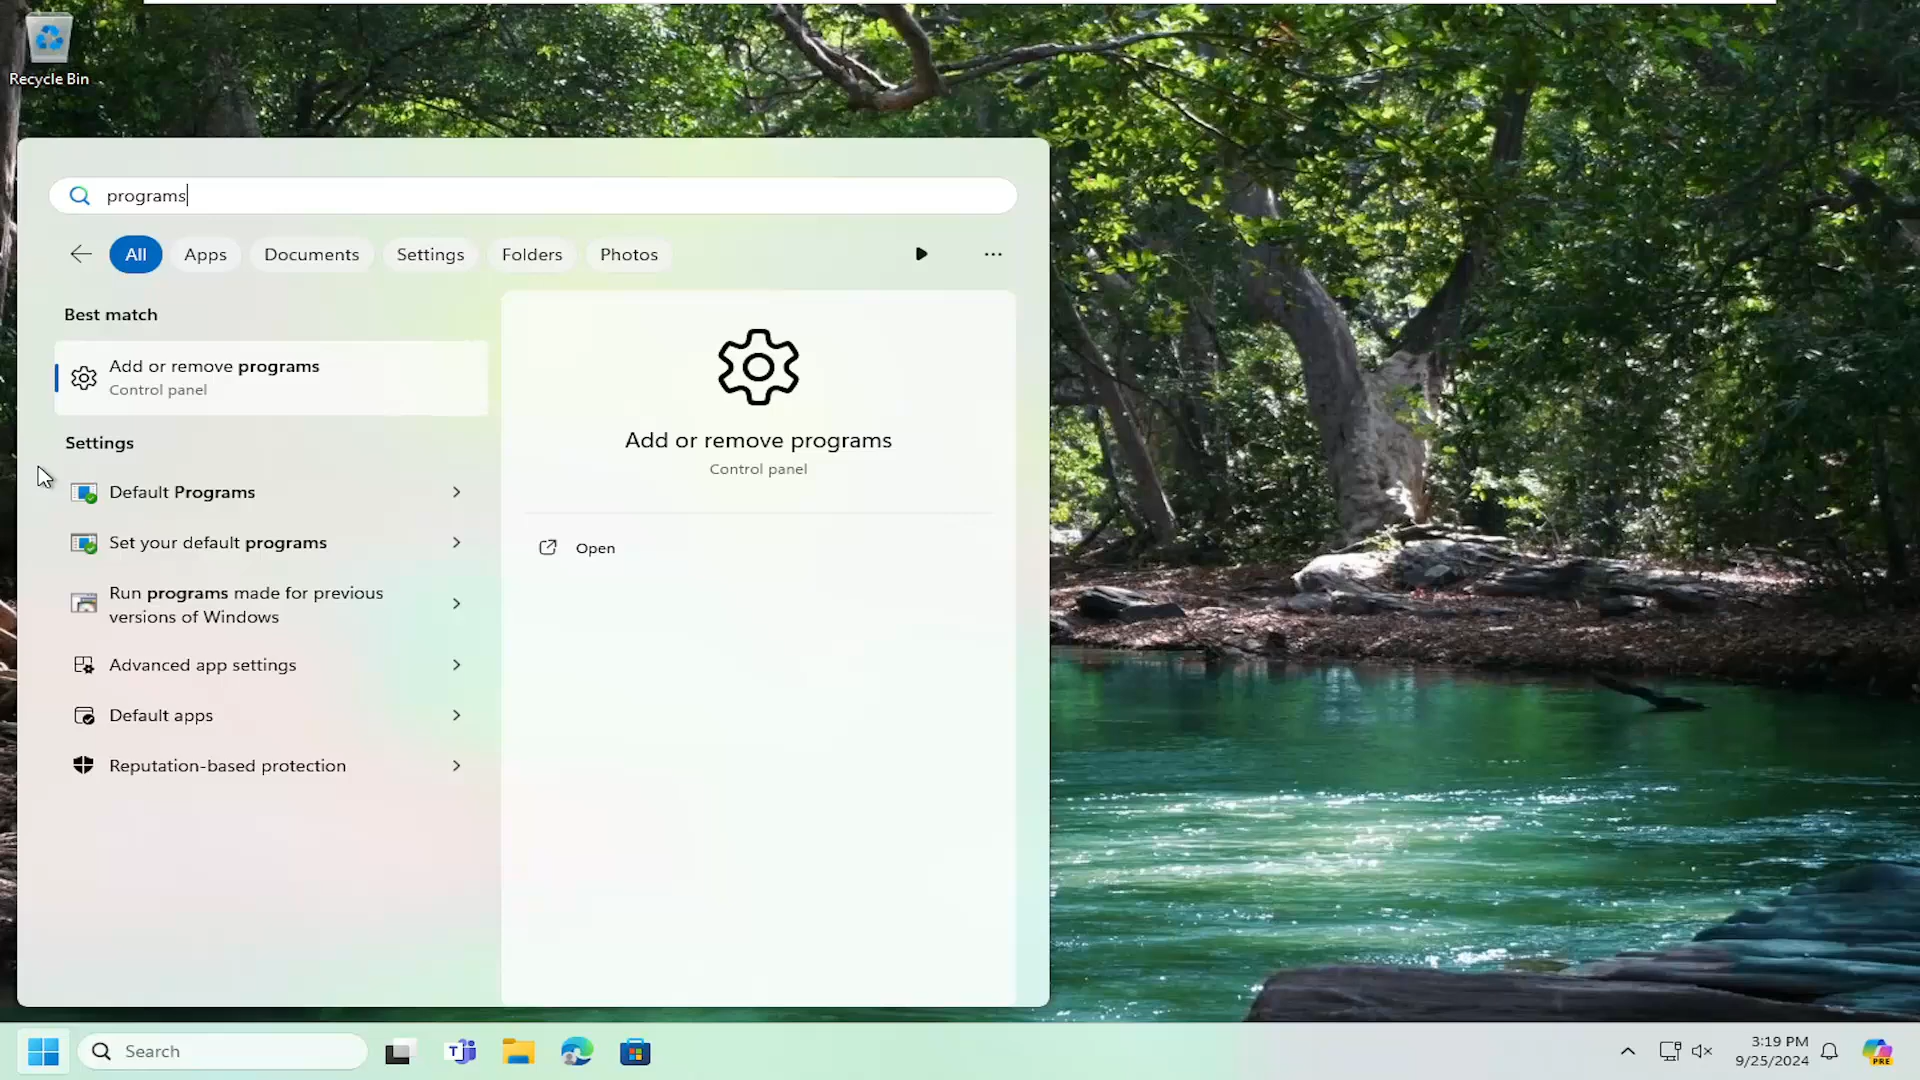 Recycle Bin
programs
All
Apps
Documents
Settings
Folders
Photos
Best match
Add or remove programs
Control panel
Settings
Default Programs
Set your default programs
Run programs made for previous
versions of Windows
Advanced app settings
Default apps
Reputation-based protection
Add or remove programs
Control panel
Open
Search
T
3:19 PM
9/25/2024
PRE